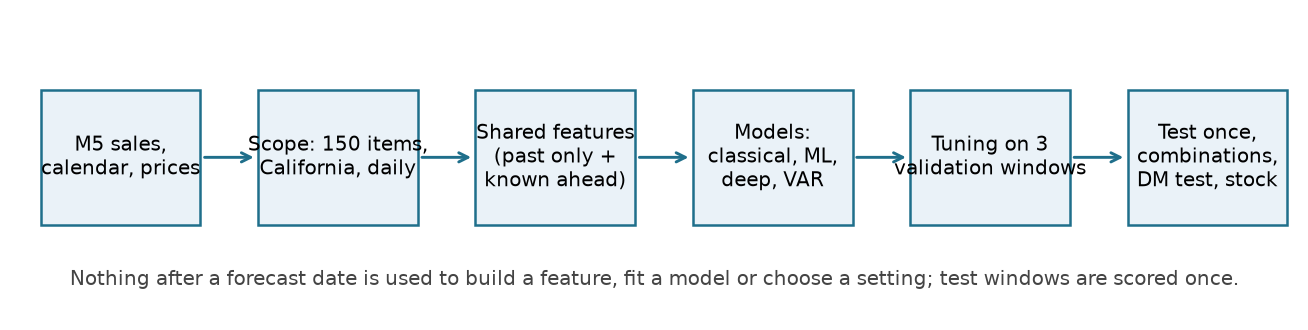 M5 sales,
calendar, prices
Scope: 150 items,
California, daily
Shared features
(past only +
known ahead)
Models:
classical, ML,
deep, VAR
Tuning on 3
validation windows
Test once,
combinations,
DM test, stock
Nothing after a forecast date is used to build a feature, fit a model or choose a setting; test windows are scored once.